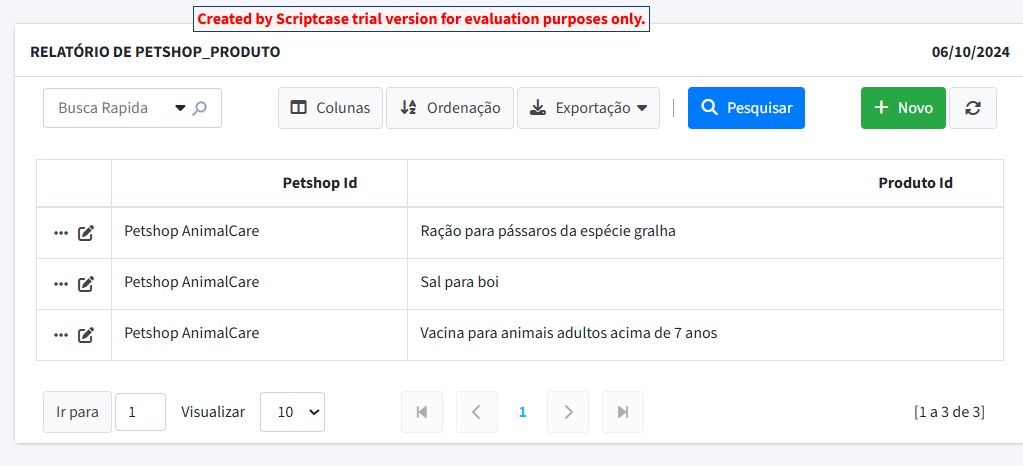 Created by Scriptcase trial version for evaluation purposes only.
RELATÓRIO DE PETSHOP_PRODUTO 06/10/2024
Busca Rapida Colunas Ordenação Exportação Pesquisar Novo
Petshop Id Produto Id
Petshop AnimalCare Ração para pássaros da espécie gralha
Petshop AnimalCare Sal para boi
Petshop AnimalCare Vacina para animais adultos acima de 7 anos
Ir para 1 Visualizar 10 1 [1 a 3 de 3]